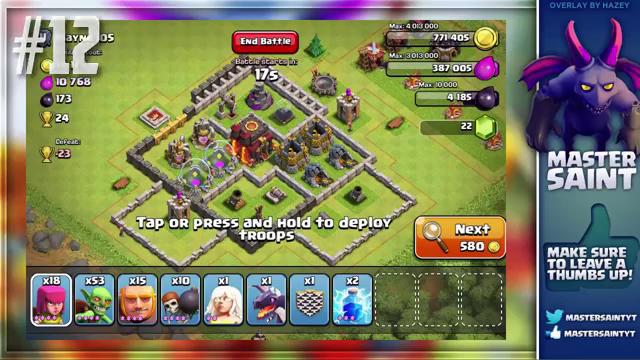 #12
OVERLAY BY HAZEY
End Battle
Battle starts in:
17s
Max: 4 013 000
771 405
Max: 3 013 000
387 005
Max: 10 000
4 185
22
10 768
173
24
Defeat:
-23
Tap or press and hold to deploy
troops
Next
580
x18
x53
x15
x10
x1
x1
x1
x2
MASTER
SAINT
MAKE SURE
TO LEAVE A
THUMBS UP!
MASTERSAINTYT
MASTERSAINTYT